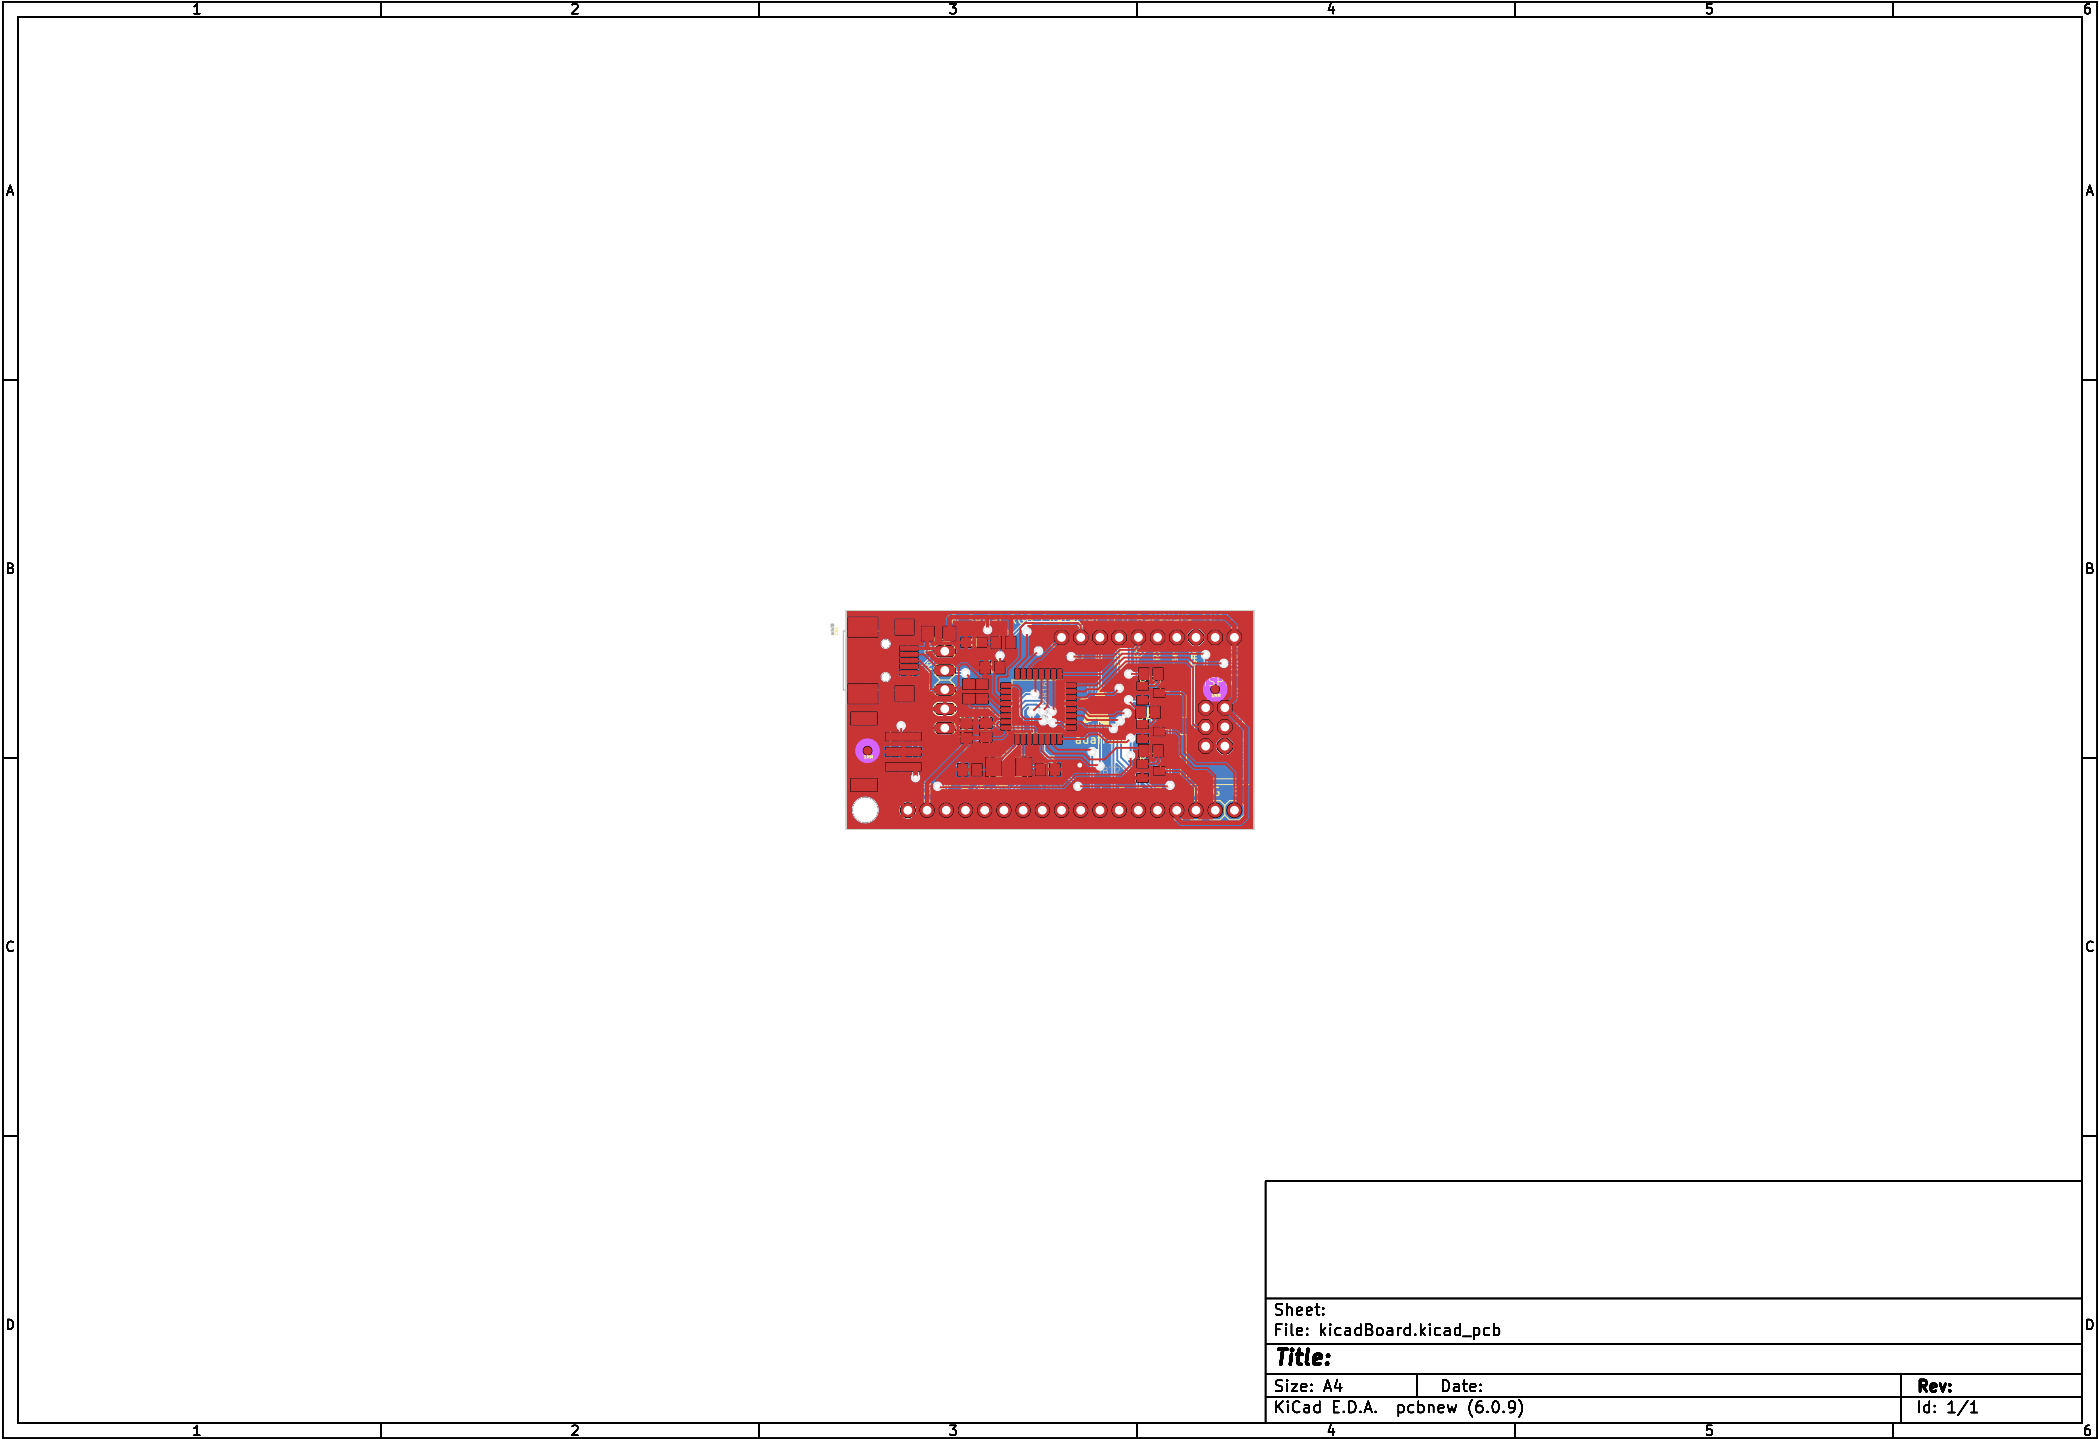 1 2 3 4 5 6
A A
B B
C C
D D
Sheet:
File: kicadBoard.kicad_pcb
Title:
Size: A4 Date: Rev:
KiCad E.D.A. pcbnew (6.0.9) Id: 1/1
1 2 3 4 5 6